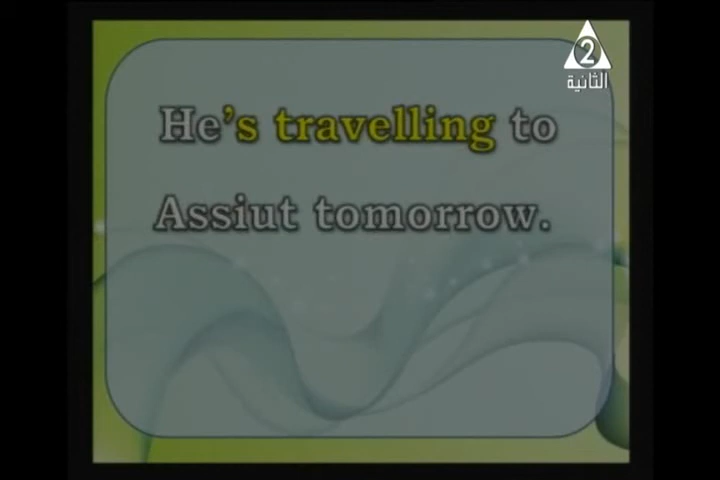 2
الثانية
He's travelling to
Assiut tomorrow.